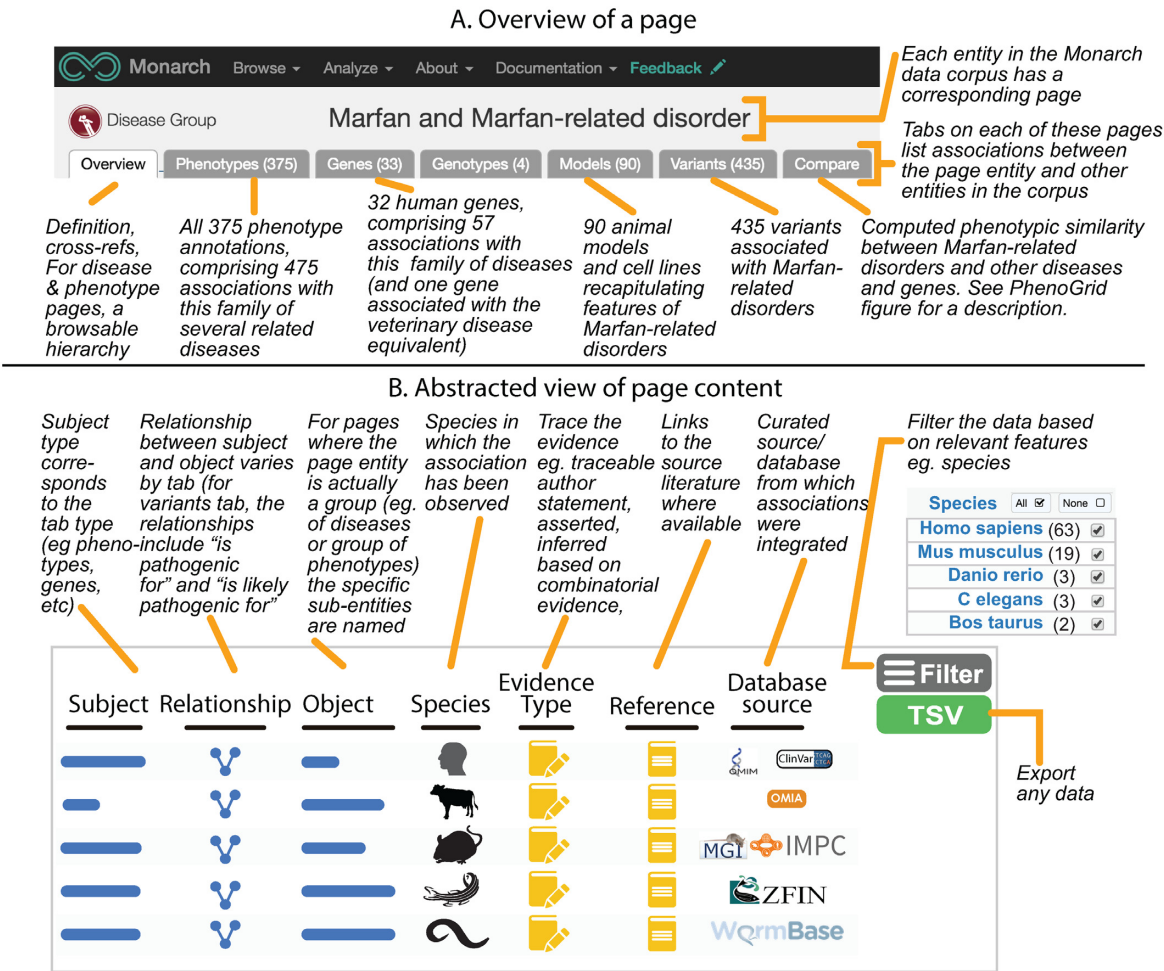 A. Overview of a page
Monarch Browse Analyze About Documentation Feedback
Disease Group
Marfan and Marfan-related disorder
Overview Phenotypes (375) Genes (33) Genotypes (4) Models (90) Variants (435) Compare
Each entity in the Monarch
data corpus has a
corresponding page
Tabs on each of these pages
list associations between
the page entity and other
entities in the corpus
Definition,
cross-refs,
For disease
& phenotype
pages, a
browsable
hierarchy
All 375 phenotype
annotations,
comprising 475
associations with
this family of
several related
diseases
32 human genes,
comprising 57
associations with
this family of diseases
(and one gene
associated with the
veterinary disease
equivalent)
90 animal
models
and cell lines
recapitulating
features of
Marfan-related
disorders
435 variants
associated
with Marfan-
related
disorders
Computed phenotypic similarity
between Marfan-related
disorders and other diseases
and genes. See PhenoGrid
figure for a description.
B. Abstracted view of page content
Subject
type
corre-
sponds
to the
tab type
(eg pheno-
types,
genes,
etc)
Relationship
between subject
and object varies
by tab (for
variants tab, the
relationships
include “is
pathogenic
for” and “is likely
pathogenic for”
For pages
where the
page entity
is actually
a group (eg.
of diseases
or group of
phenotypes)
the specific
sub-entities
are named
Species in
which the
association
has been
observed
Trace the
evidence
eg. traceable
author
statement,
asserted,
inferred
based on
combinatorial
evidence,
Links
to the
source
literature
where
available
Curated
source/
database
from which
associations
were
integrated
Filter the data based
on relevant features
eg. species
Species All None
Homo sapiens (63)
Mus musculus (19)
Danio rerio (3)
C elegans (3)
Bos taurus (2)
Filter
TSV
Export
any data
Subject Relationship Object Species Evidence Type Reference Database source
OMIM ClinVar TCAG CTCA
OMIA
MGI IMPC
ZFIN
WormBase